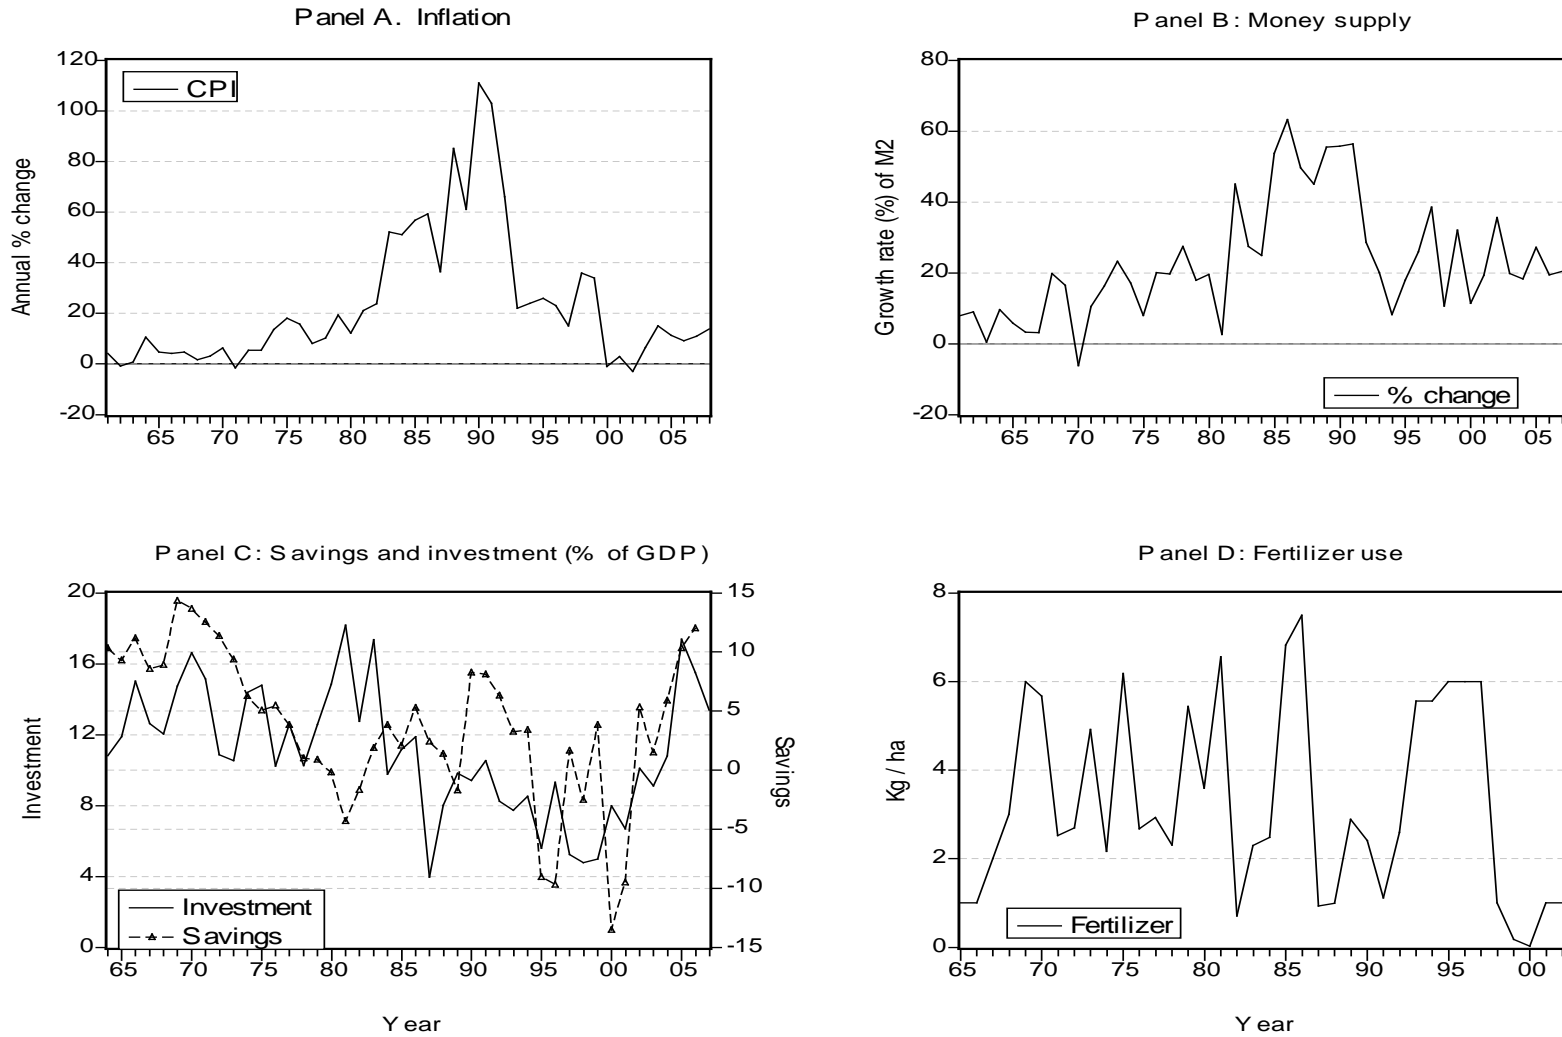 Panel A. Inflation
120
100
80
60
40
20
0
-20
Annual % change
CPI
65 70 75 80 85 90 95 00 05
Panel B: Money supply
80
60
40
20
0
-20
Growth rate (%) of M2
% change
65 70 75 80 85 90 95 00 05
Panel C: Savings and investment (% of GDP)
20
16
12
8
4
0
Investment
15
10
5
0
-5
-10
-15
Savings
Investment
Savings
65 70 75 80 85 90 95 00 05
Year
Panel D: Fertilizer use
8
6
4
2
0
Kg / ha
Fertilizer
65 70 75 80 85 90 95 00
Year